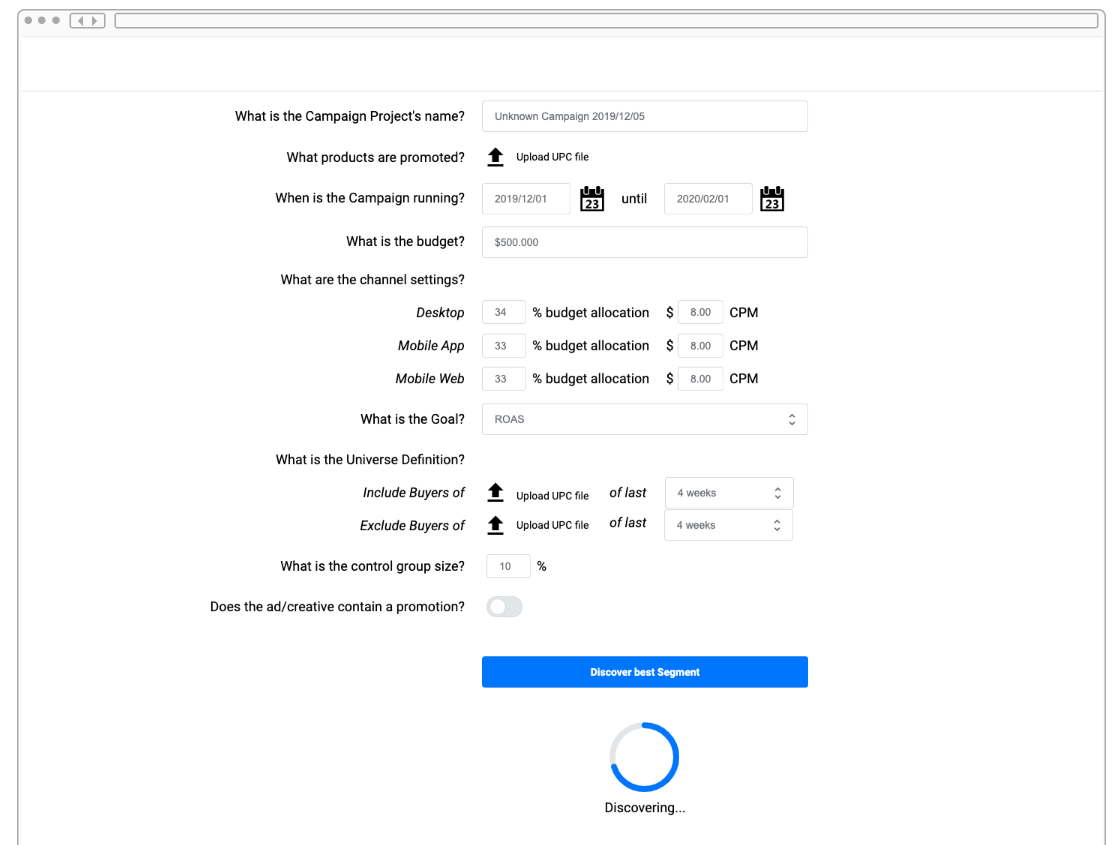 What is the Campaign Project's name? Unknown Campaign 2019/12/05
What products are promoted? Upload UPC file
When is the Campaign running? 2019/12/01 23 until 2020/02/01 23
What is the budget? $500.000
What are the channel settings?
Desktop 34 % budget allocation $ 8.00 CPM
Mobile App 33 % budget allocation $ 8.00 CPM
Mobile Web 33 % budget allocation $ 8.00 CPM
What is the Goal? ROAS
What is the Universe Definition?
Include Buyers of Upload UPC file of last 4 weeks
Exclude Buyers of Upload UPC file of last 4 weeks
What is the control group size? 10 %
Does the ad/creative contain a promotion?
Discover best Segment
Discovering...